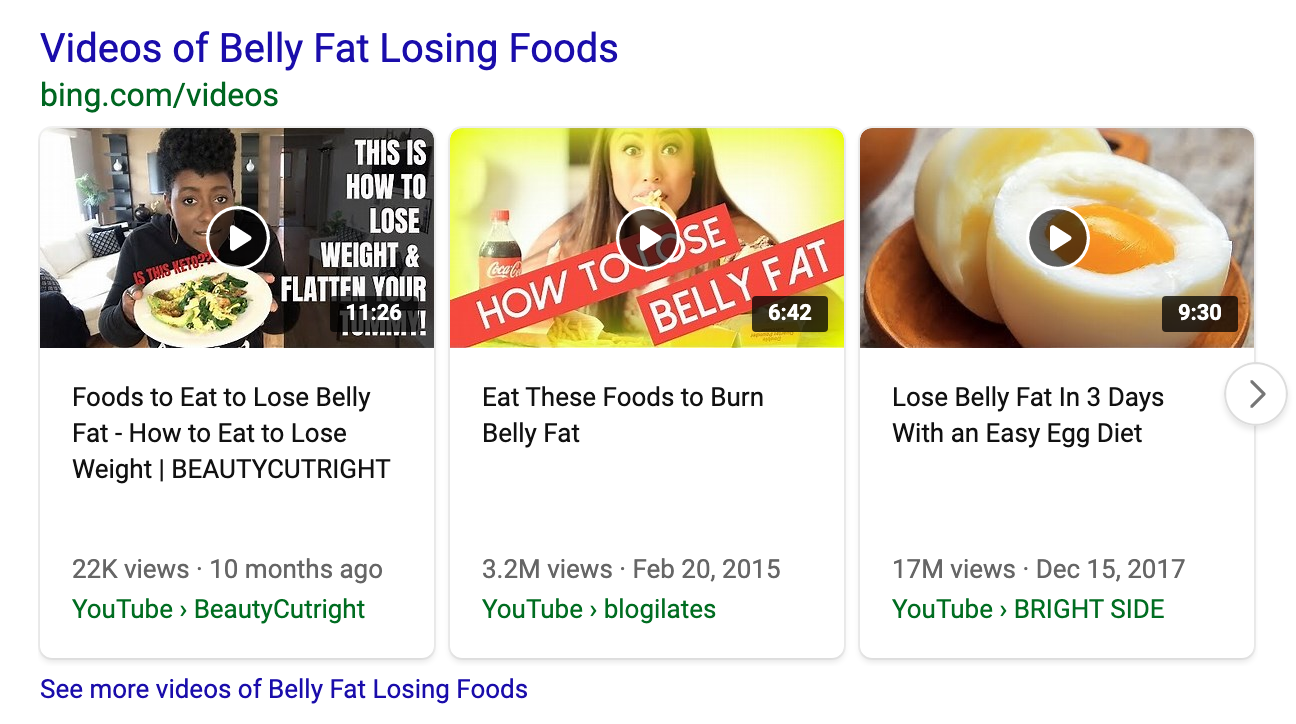 Videos of Belly Fat Losing Foods
bing.com/videos
THIS IS
HOW TO
LOSE
WEIGHT &
FLATTEN YOUR
TUMMY!
IS THIS KETO??
11:26
Coca-Co
HOW TO LOSE
BELLY FAT
6:42
9:30
Foods to Eat to Lose Belly
Fat - How to Eat to Lose
Weight | BEAUTYCUTRIGHT
22K views · 10 months ago
YouTube › BeautyCutright
Eat These Foods to Burn
Belly Fat
3.2M views · Feb 20, 2015
YouTube › blogilates
Lose Belly Fat In 3 Days
With an Easy Egg Diet
17M views · Dec 15, 2017
YouTube › BRIGHT SIDE
See more videos of Belly Fat Losing Foods